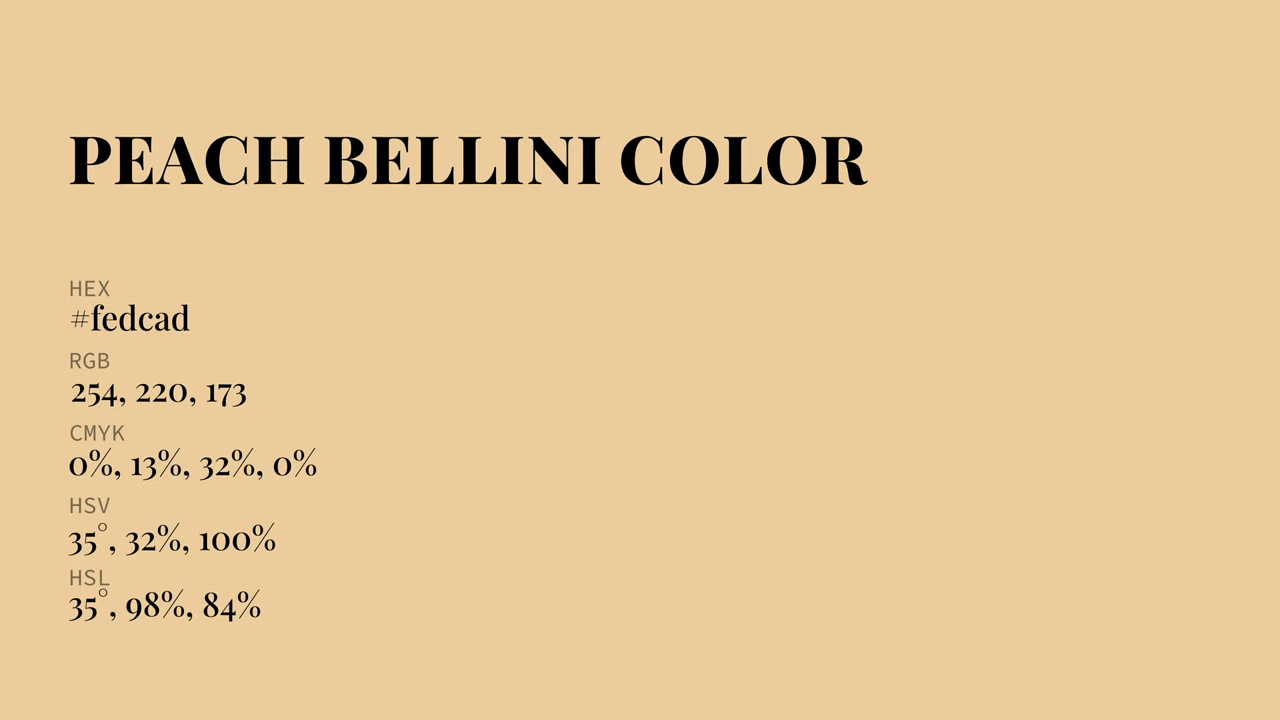 PEACH BELLINI COLOR
HEX
#fedcad
RGB
254, 220, 173
CMYK
0%, 13%, 32%, 0%
HSV
35°, 32%, 100%
HSL
35°, 98%, 84%